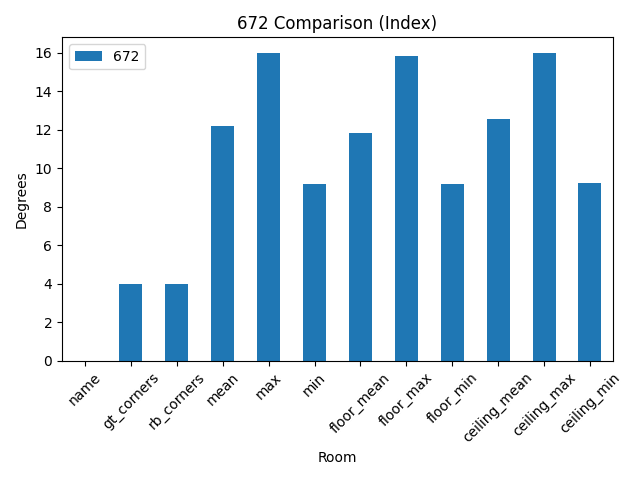 672 Comparison (Index)
672
Degrees
16
14
12
10
8
6
4
2
0
name
gt_corners
rb_corners
mean
max
min
floor_mean
floor_max
floor_min
ceiling_mean
ceiling_max
ceiling_min
Room